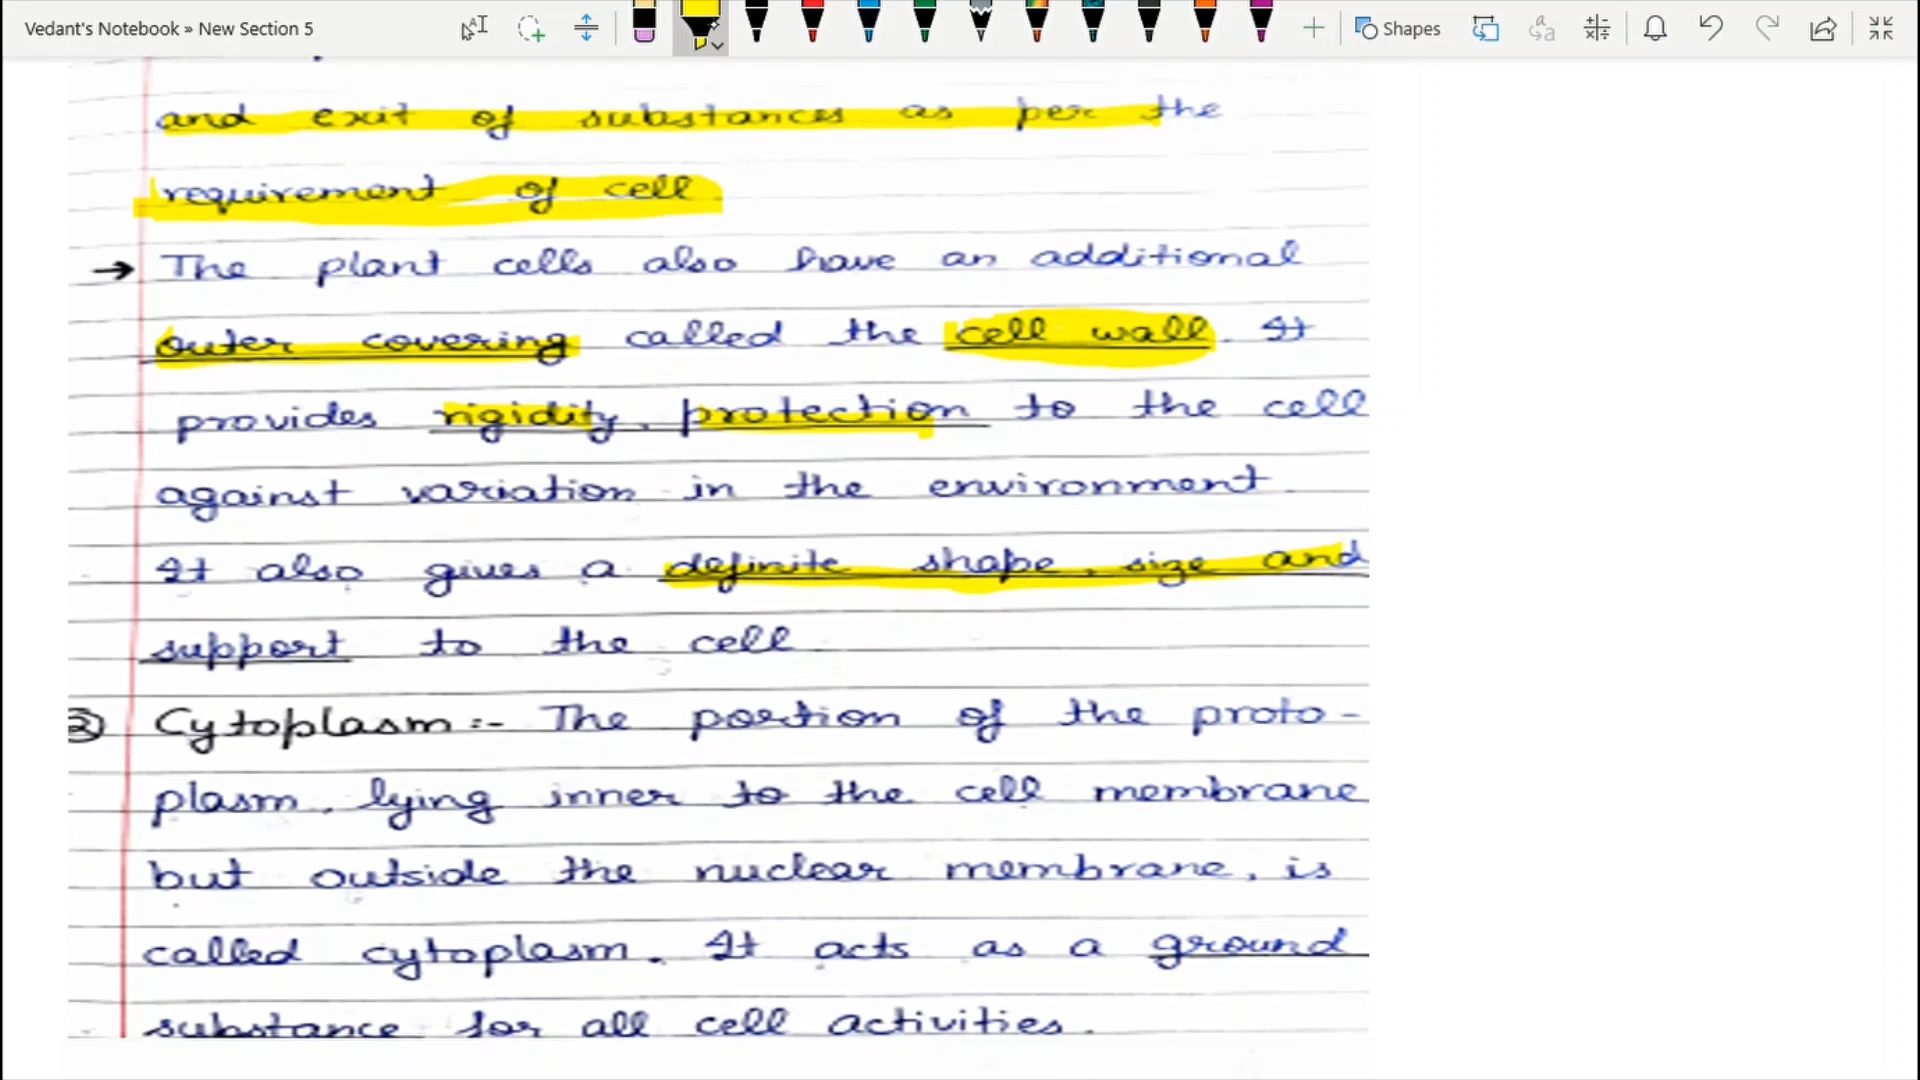 Vedant's Notebook » New Section 5
Shapes
and exit of substances as per the
requirement of cell
→ The plant cells also have an additional
outer covering called the cell wall. It
provides rigidity, protection to the cell
against variation in the environment.
It also gives a definite shape, size and
support to the cell.
② Cytoplasm:- The portion of the proto-
plasm, lying inner to the cell membrane
but outside the nuclear membrane, is
called cytoplasm. It acts as a ground
substance for all cell activities.